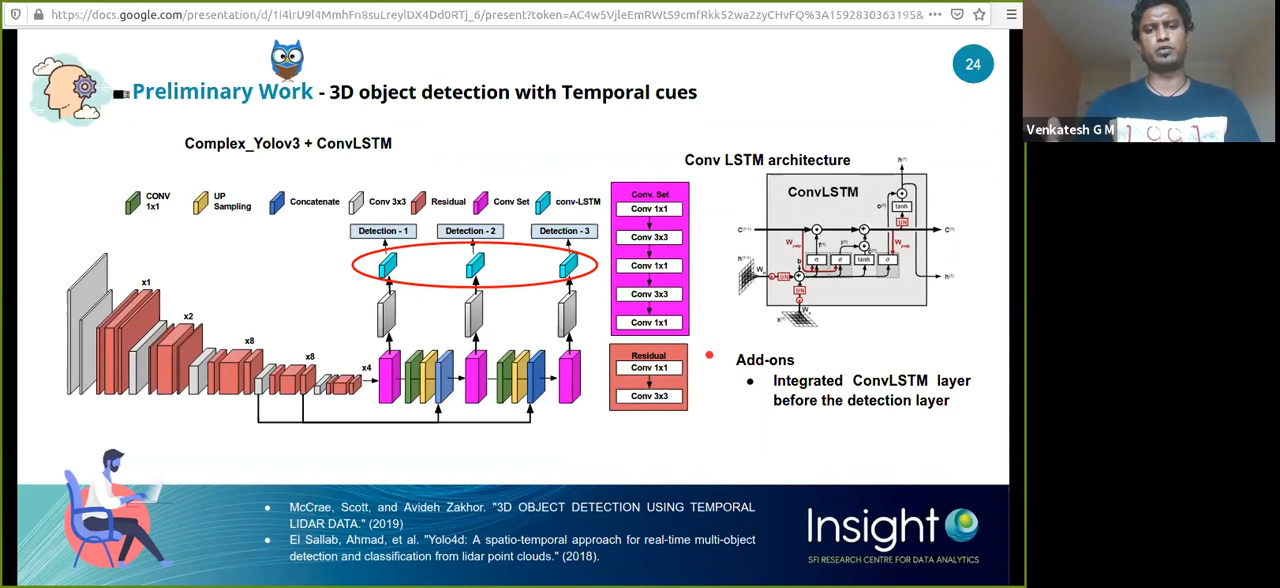 https://docs.google.com/presentation/d/1i4lrU9l4MmhFn8suLreylDX4Dd0RTj_6/present?token=AC4w5VjleEmRWtS9cmfRkk52wa2zyCHvFQ%3A1592830363195&
24
Preliminary Work - 3D object detection with Temporal cues
Venkatesh G M
Complex_Yolov3 + ConvLSTM
Conv LSTM architecture
CONV 1x1
UP Sampling
Concatenate
Conv 3x3
Residual
Conv Set
conv-LSTM
Detection - 1
Detection - 2
Detection - 3
x1
x2
x8
x8
x4
Conv. Set
Conv 1x1
Conv 3x3
Conv 1x1
Conv 3x3
Conv 1x1
Residual
Conv 1x1
Conv 3x3
ConvLSTM
tanh
BN
σ
σ
tanh
σ
BN
BN
Add-ons
● Integrated ConvLSTM layer
before the detection layer
● McCrae, Scott, and Avideh Zakhor. "3D OBJECT DETECTION USING TEMPORAL
LIDAR DATA." (2019)
● El Sallab, Ahmad, et al. "Yolo4d: A spatio-temporal approach for real-time multi-object
detection and classification from lidar point clouds." (2018).
Insight
SFI RESEARCH CENTRE FOR DATA ANALYTICS